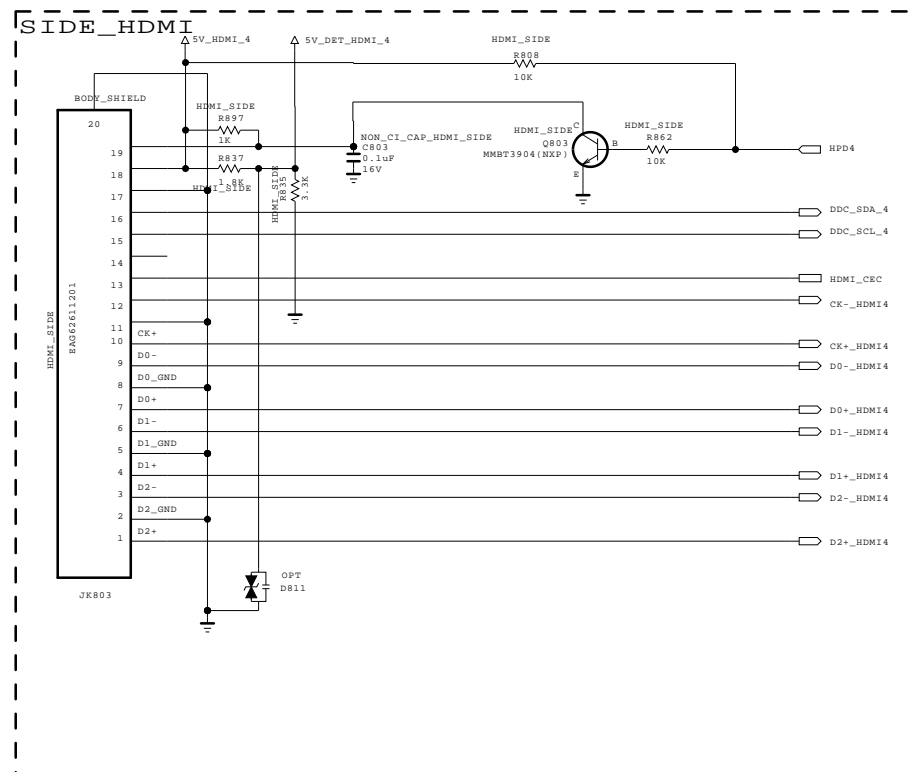 SIDE_HDMI
5V_HDMI_4
5V_DET_HDMI_4
HDMI_SIDE
R808
10K
BODY_SHIELD
20
HDMI_SIDE
R897
1K
NON_CI_CAP_HDMI_SIDE
C803
0.1uF
16V
HDMI_SIDE
Q803
MMBT3904(NXP)
C
B
E
HDMI_SIDE
R862
10K
HPD4
19
R837
1.8K
HDMI_SIDE
HDMI_SIDE
R835
3.3K
18
17
16
DDC_SDA_4
15
DDC_SCL_4
14
13
HDMI_CEC
12
CK-_HDMI4
EAG62611201
HDMI_SIDE
11
CK+
10
CK+_HDMI4
D0-
9
D0-_HDMI4
D0_GND
8
D0+
7
D0+_HDMI4
D1-
6
D1-_HDMI4
D1_GND
5
D1+
4
D1+_HDMI4
D2-
3
D2-_HDMI4
D2_GND
2
D2+
1
D2+_HDMI4
OPT
D811
JK803